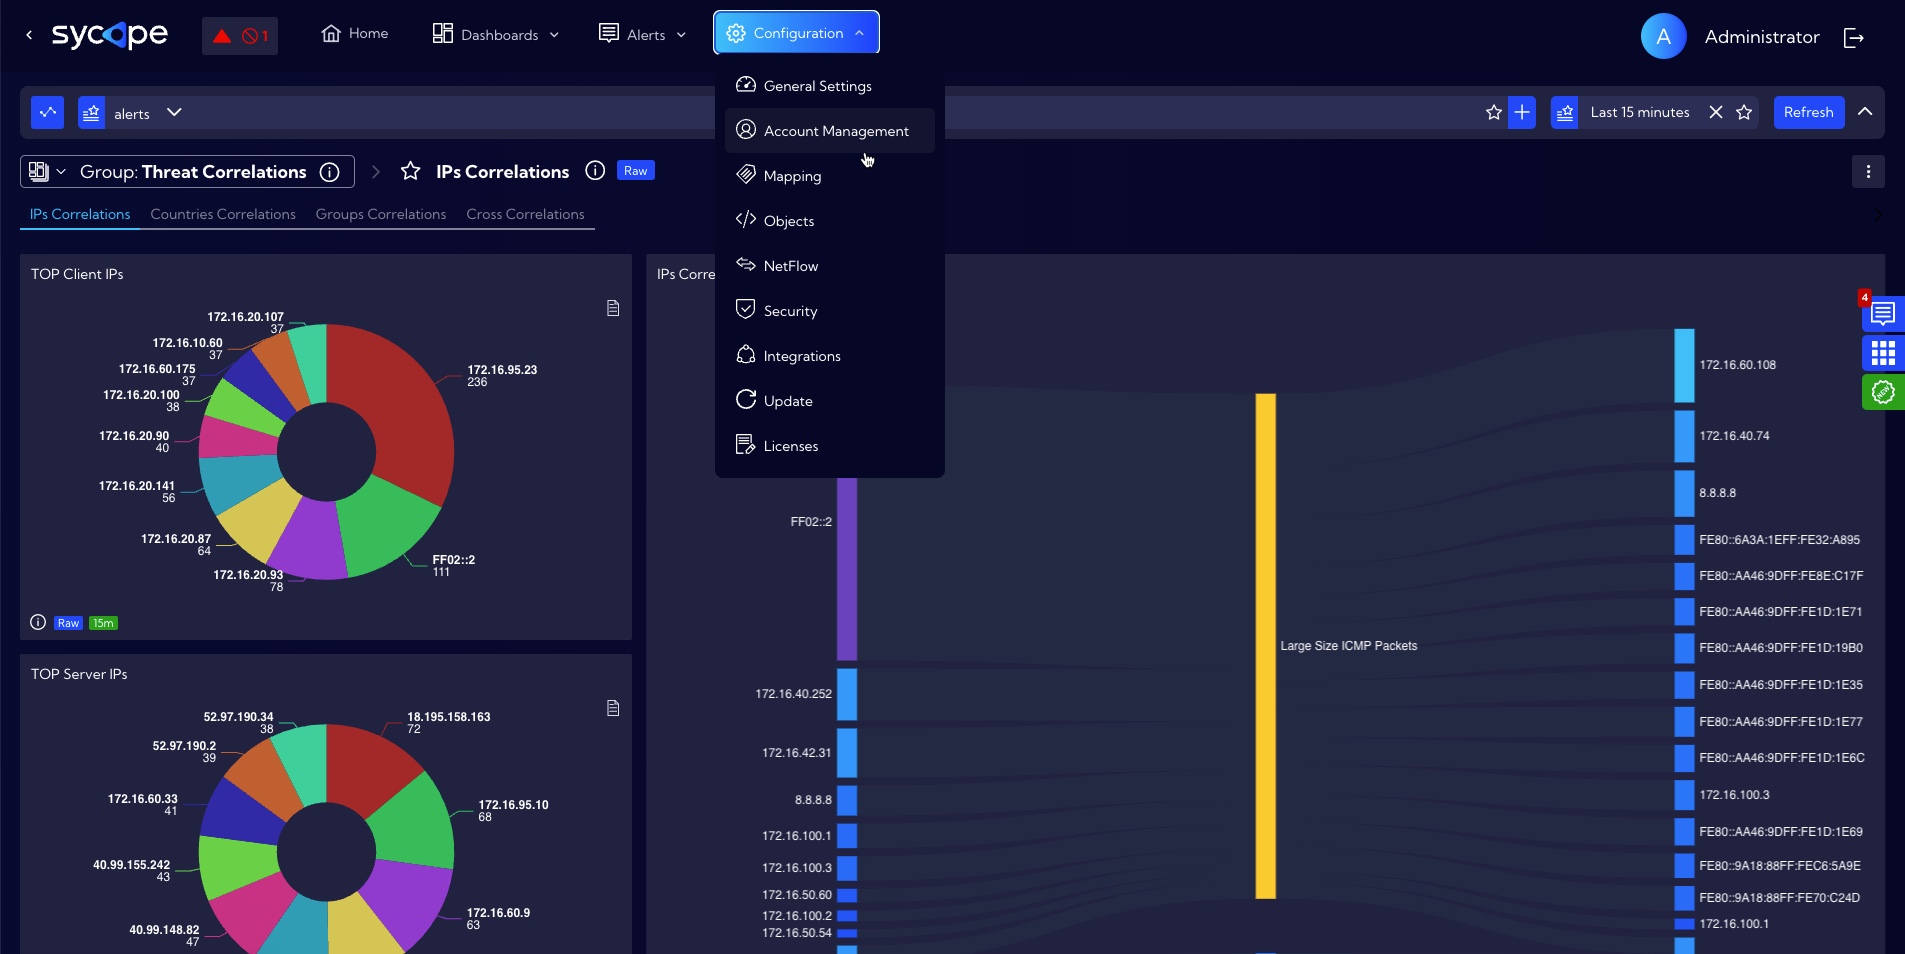 sycope
1
Home
Dashboards
Alerts
Configuration
A
Administrator
General Settings
Account Management
Mapping
Objects
NetFlow
Security
Integrations
Update
Licenses
alerts
Last 15 minutes
Refresh
Group: Threat Correlations
IPs Correlations
Raw
IPs Correlations
Countries Correlations
Groups Correlations
Cross Correlations
TOP Client IPs
172.16.20.107
37
172.16.10.60
37
172.16.60.175
37
172.16.20.100
38
172.16.20.90
40
172.16.20.141
56
172.16.20.87
64
172.16.20.93
78
172.16.95.23
236
FF02::2
111
Raw
15m
TOP Server IPs
52.97.190.34
38
52.97.190.2
39
172.16.60.33
41
40.99.155.242
43
40.99.148.82
47
18.195.158.163
72
172.16.95.10
68
172.16.60.9
63
IPs Corre
FF02::2
172.16.40.252
172.16.42.31
8.8.8.8
172.16.100.1
172.16.100.3
172.16.50.60
172.16.100.2
172.16.50.54
Large Size ICMP Packets
172.16.60.108
172.16.40.74
8.8.8.8
FE80::6A3A:1EFF:FE32:A895
FE80::AA46:9DFF:FE8E:C17F
FE80::AA46:9DFF:FE1D:1E71
FE80::AA46:9DFF:FE1D:19B0
FE80::AA46:9DFF:FE1D:1E35
FE80::AA46:9DFF:FE1D:1E77
FE80::AA46:9DFF:FE1D:1E6C
172.16.100.3
FE80::AA46:9DFF:FE1D:1E69
FE80::9A18:88FF:FEC6:5A9E
FE80::9A18:88FF:FE70:C24D
172.16.100.1
4
NEW